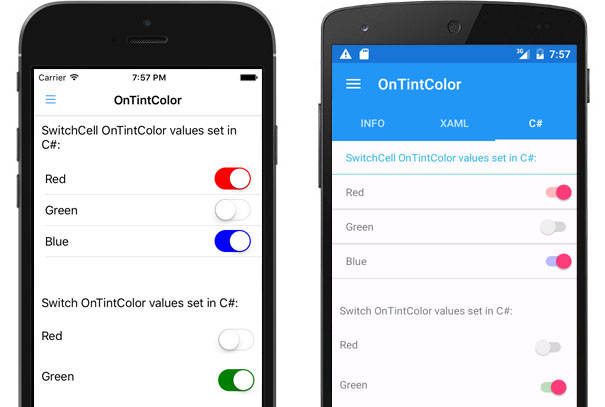 Carrier 7:57 PM
OnTintColor
SwitchCell OnTintColor values set in
C#:
Red
Green
Blue
Switch OnTintColor values set in C#:
Red
Green
3G 7:57
OnTintColor
INFO XAML C#
SwitchCell OnTintColor values set in C#:
Red
Green
Blue
Switch OnTintColor values set in C#:
Red
Green